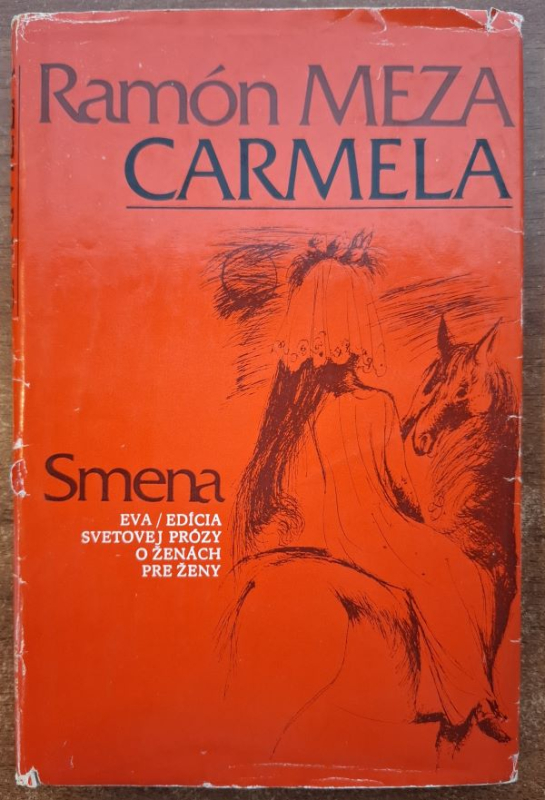 Ramón MEZA
CARMELA
Smena
EVA / EDÍCIA
SVETOVEJ PRÓZY
O ŽENÁCH
PRE ŽENY